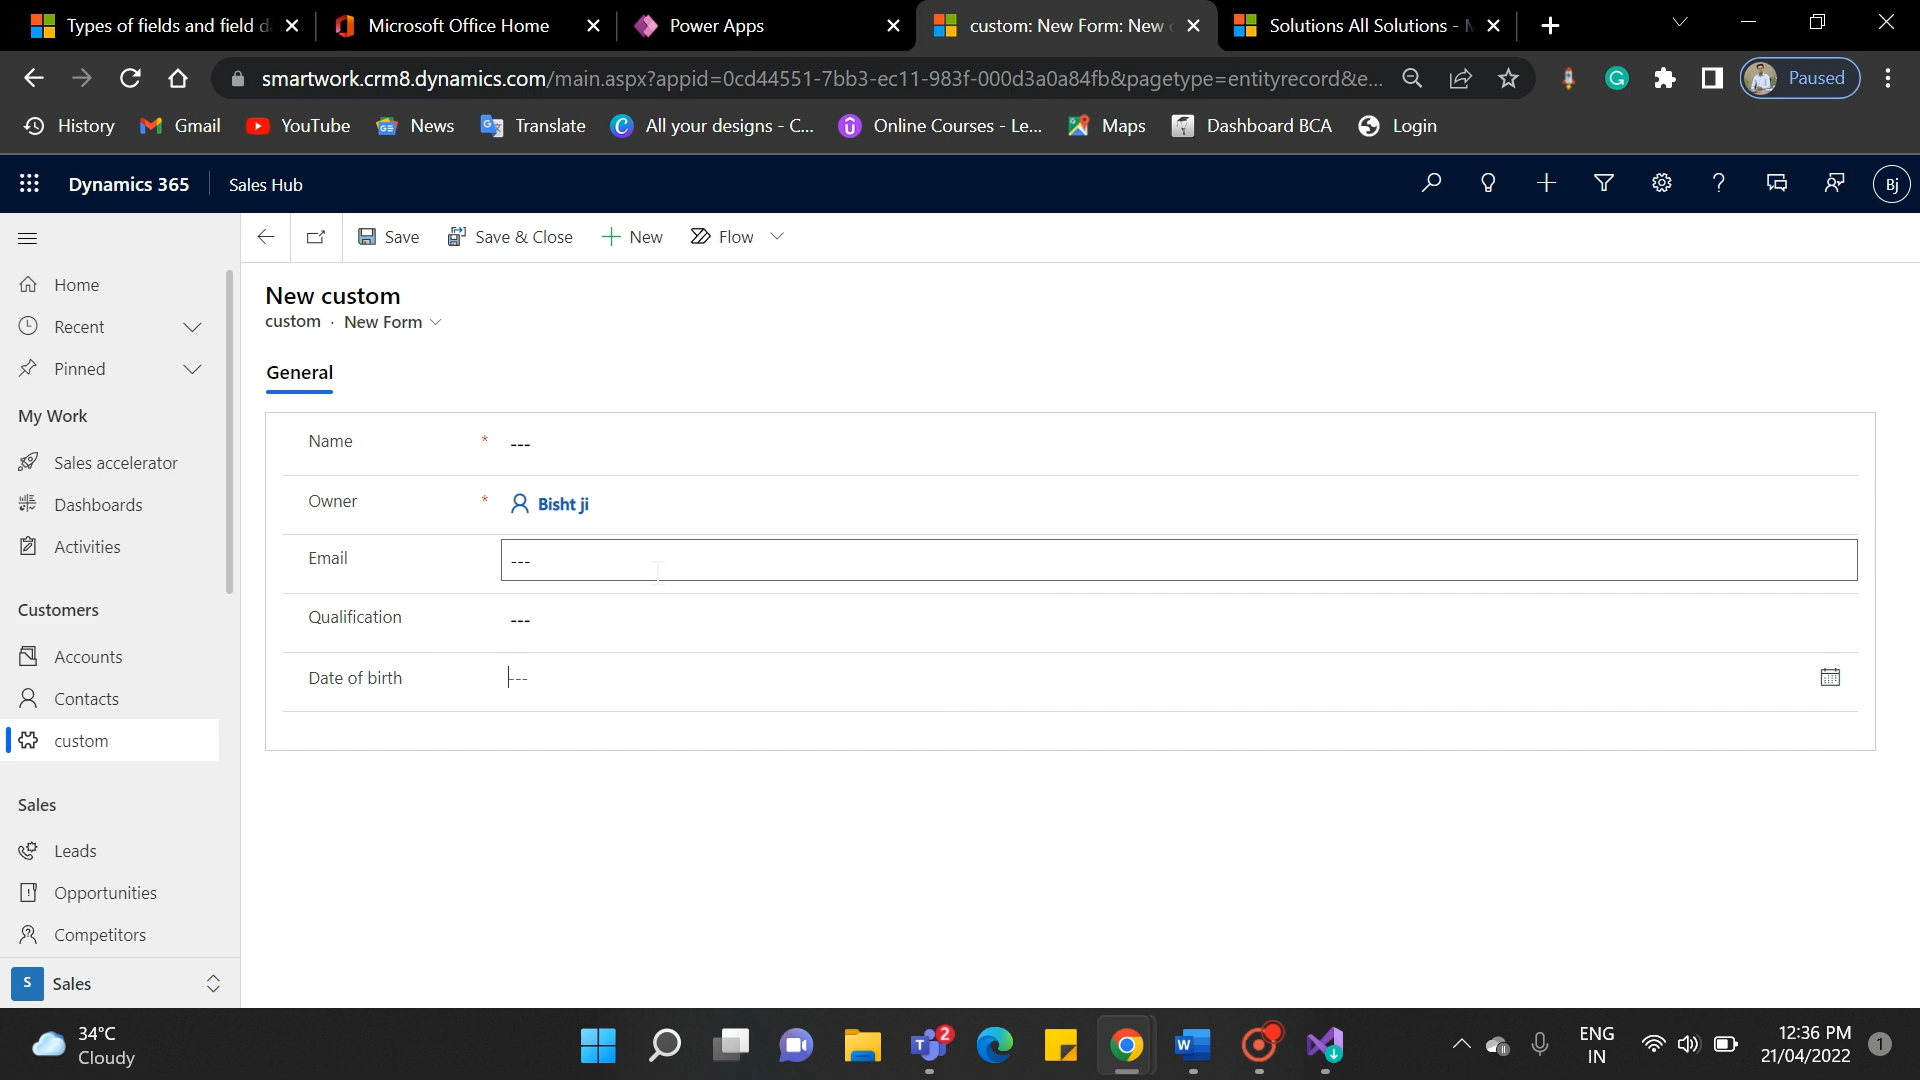 Types of fields and field d
Microsoft Office Home
Power Apps
custom: New Form: New
Solutions All Solutions -
smartwork.crm8.dynamics.com/main.aspx?appid=0cd44551-7bb3-ec11-983f-000d3a0a84fb&pagetype=entityrecord&e...
Paused
History
Gmail
YouTube
News
Translate
All your designs - C...
Online Courses - Le...
Maps
Dashboard BCA
Login
Dynamics 365
Sales Hub
Bj
Save
Save & Close
New
Flow
Home
Recent
Pinned
My Work
Sales accelerator
Dashboards
Activities
Customers
Accounts
Contacts
custom
Sales
Leads
Opportunities
Competitors
S Sales
New custom
custom · New Form
General
Name * ---
Owner * Bisht ji
Email ---
Qualification ---
Date of birth ---
34°C
Cloudy
2
ENG
IN
12:36 PM
21/04/2022
1